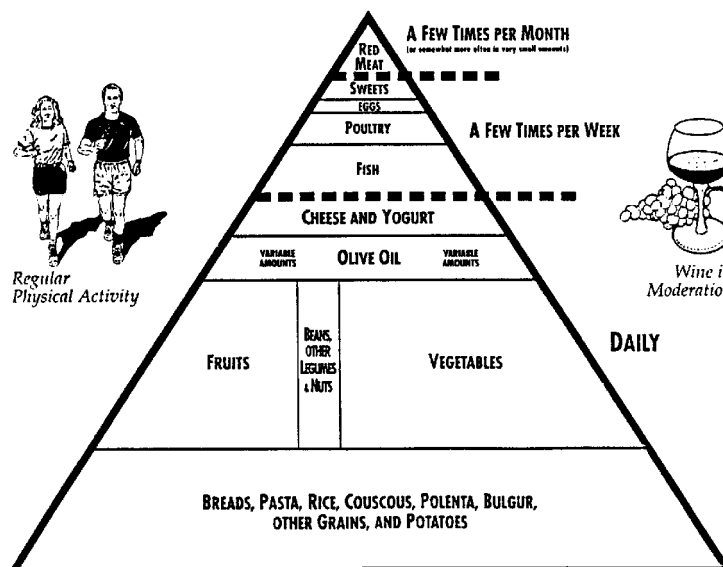 A FEW TIMES PER MONTH
(or somewhat more often in very small amounts)
RED
MEAT
SWEETS
EGGS
POULTRY
A FEW TIMES PER WEEK
FISH
CHEESE AND YOGURT
VARIABLE
AMOUNTS
OLIVE OIL
VARIABLE
AMOUNTS
Regular
Physical Activity
Wine i
Moderation
FRUITS
BEANS,
OTHER
LEGUMES
& NUTS
VEGETABLES
DAILY
BREADS, PASTA, RICE, COUSCOUS, POLENTA, BULGUR,
OTHER GRAINS, AND POTATOES